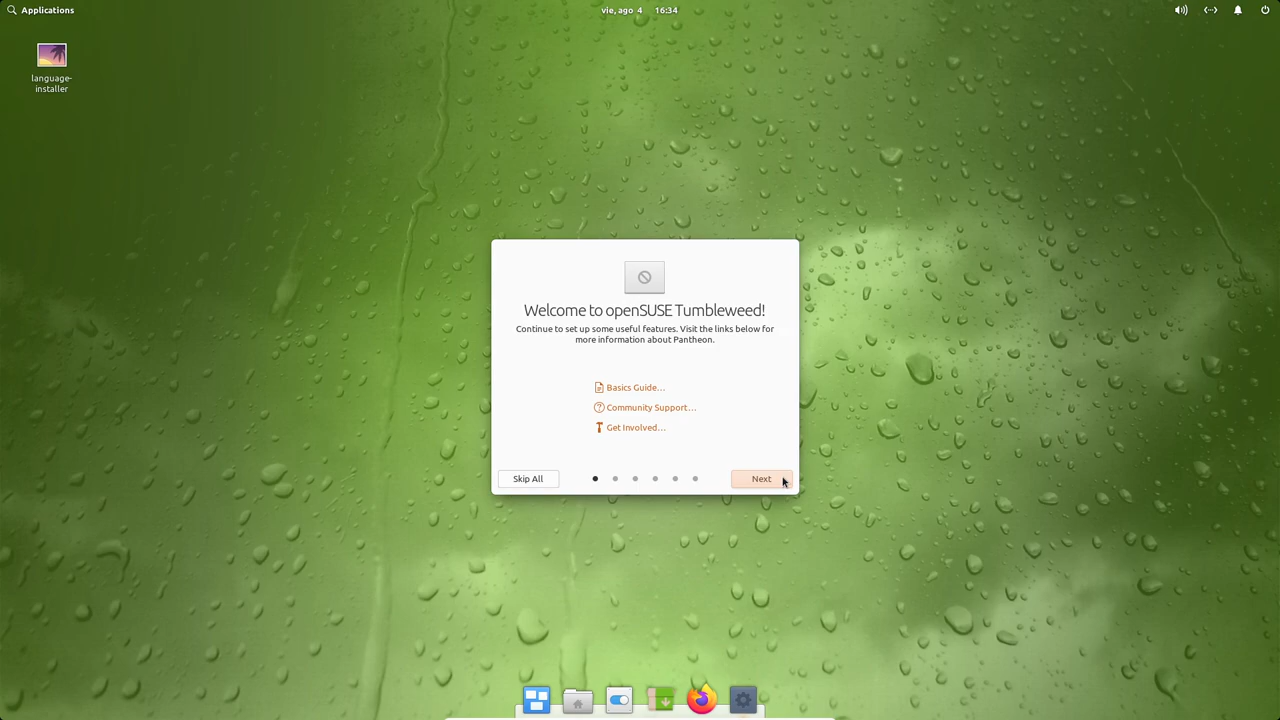 Applications
vie, ago 4 16:34
language-
installer
Welcome to openSUSE Tumbleweed!
Continue to set up some useful features. Visit the links below for
more information about Pantheon.
Basics Guide...
Community Support...
Get Involved...
Skip All
Next